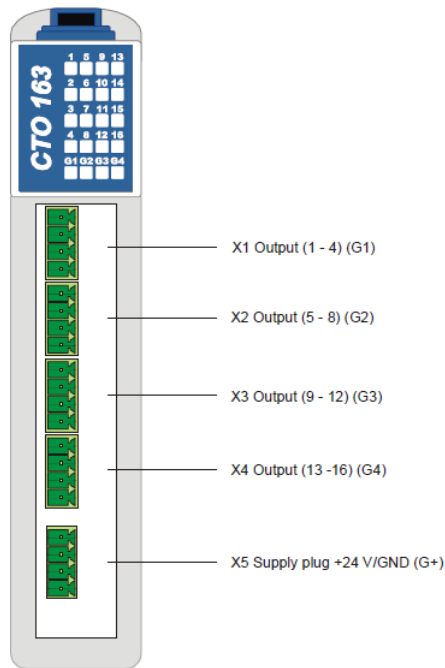 CTO 163
1 5 9 13
2 6 10 14
3 7 11 15
4 8 12 16
G1 G2 G3 G4
X1 Output (1 - 4) (G1)
X2 Output (5 - 8) (G2)
X3 Output (9 - 12) (G3)
X4 Output (13 -16) (G4)
X5 Supply plug +24 V/GND (G+)